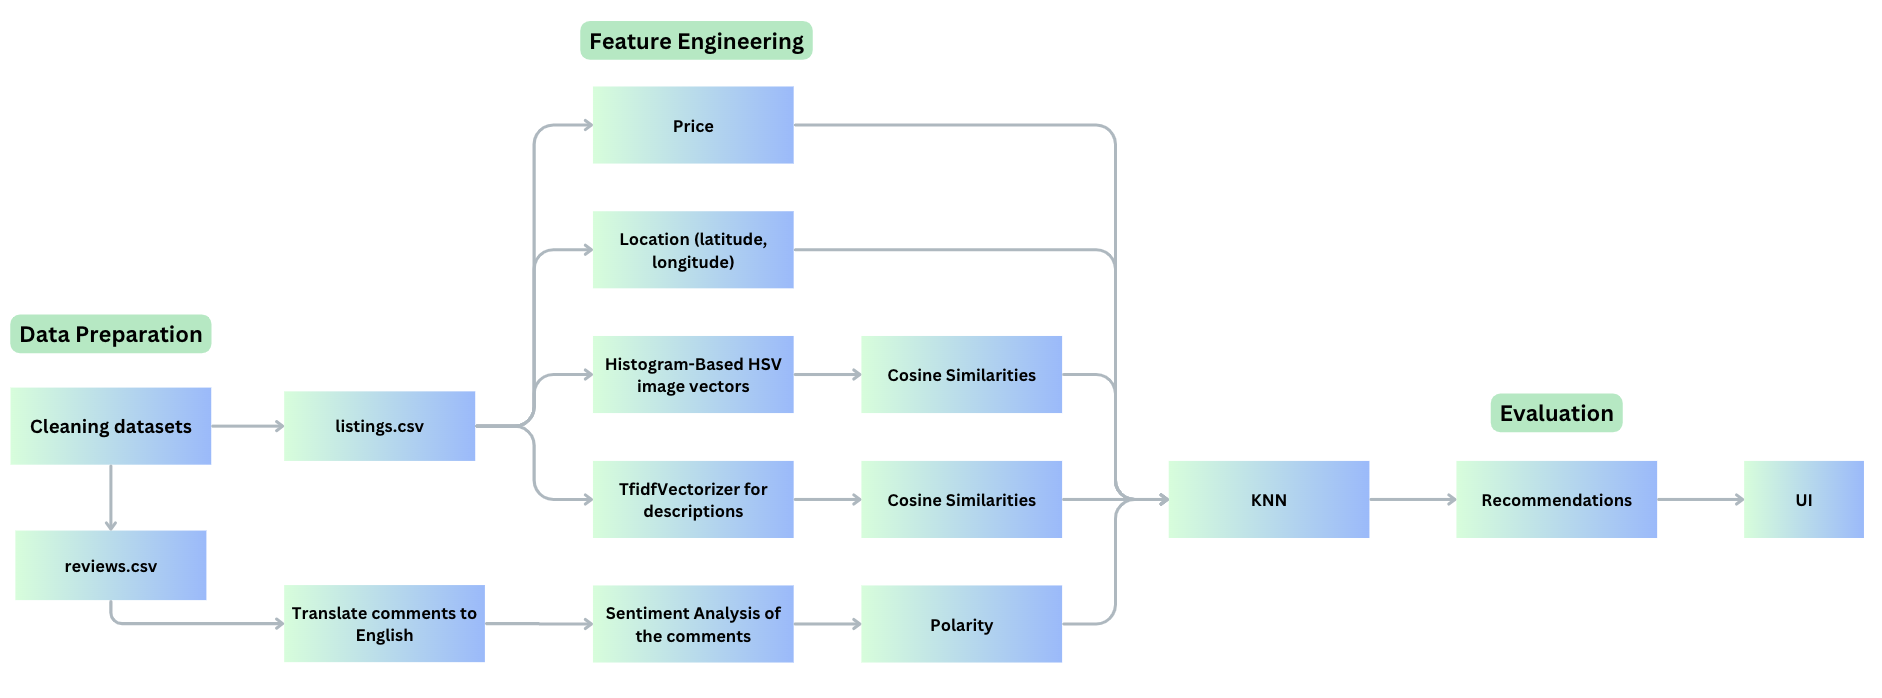 Feature Engineering
Price
Location (latitude,
longitude)
Data Preparation
Histogram-Based HSV
image vectors
Cosine Similarities
Cleaning datasets
listings.csv
Evaluation
TfidfVectorizer for
descriptions
Cosine Similarities
KNN
Recommendations
UI
reviews.csv
Translate comments to
English
Sentiment Analysis of
the comments
Polarity